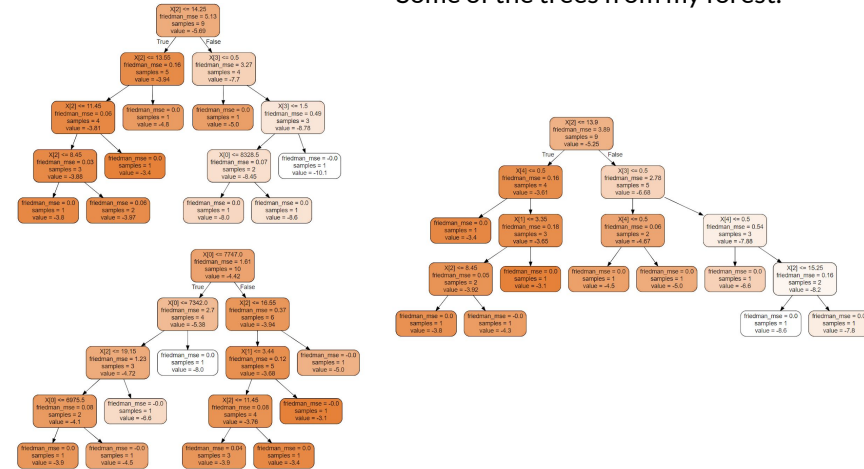 Some of the trees from my forest:
X[2] <= 14.25
friedman_mse = 5.13
samples = 9
value = -5.69
True
False
X[2] <= 13.55
friedman_mse = 0.16
samples = 5
value = -3.94
X[3] <= 0.5
friedman_mse = 3.27
samples = 4
value = -7.7
X[2] <= 11.45
friedman_mse = 0.06
samples = 4
value = -3.81
friedman_mse = 0.0
samples = 1
value = -4.8
friedman_mse = 0.0
samples = 1
value = -5.0
X[3] <= 1.5
friedman_mse = 0.49
samples = 3
value = -8.78
X[2] <= 8.45
friedman_mse = 0.03
samples = 3
value = -3.88
friedman_mse = 0.0
samples = 1
value = -3.4
X[0] <= 8328.5
friedman_mse = 0.07
samples = 2
value = -8.45
friedman_mse = -0.0
samples = 1
value = -10.1
friedman_mse = 0.0
samples = 1
value = -3.8
friedman_mse = 0.06
samples = 2
value = -3.97
friedman_mse = 0.0
samples = 1
value = -8.0
friedman_mse = 0.0
samples = 1
value = -8.6
X[2] <= 13.9
friedman_mse = 3.89
samples = 9
value = -5.25
True
False
X[4] <= 0.5
friedman_mse = 0.16
samples = 4
value = -3.61
X[3] <= 0.5
friedman_mse = 2.78
samples = 5
value = -6.68
friedman_mse = 0.0
samples = 1
value = -3.4
X[1] <= 3.35
friedman_mse = 0.18
samples = 3
value = -3.65
X[4] <= 0.5
friedman_mse = 0.06
samples = 2
value = -4.67
X[4] <= 0.5
friedman_mse = 0.54
samples = 3
value = -7.88
X[2] <= 8.45
friedman_mse = 0.05
samples = 2
value = -3.92
friedman_mse = 0.0
samples = 1
value = -3.1
friedman_mse = 0.0
samples = 1
value = -4.5
friedman_mse = 0.0
samples = 1
value = -5.0
friedman_mse = 0.0
samples = 1
value = -6.6
X[2] <= 15.25
friedman_mse = 0.16
samples = 2
value = -8.2
friedman_mse = 0.0
samples = 1
value = -3.8
friedman_mse = -0.0
samples = 1
value = -4.3
friedman_mse = 0.0
samples = 1
value = -8.6
friedman_mse = 0.0
samples = 1
value = -7.8
X[0] <= 7747.0
friedman_mse = 1.61
samples = 10
value = -4.42
True
False
X[0] <= 7342.0
friedman_mse = 2.7
samples = 4
value = -5.38
X[2] <= 16.55
friedman_mse = 0.37
samples = 6
value = -3.94
X[2] <= 19.15
friedman_mse = 1.23
samples = 3
value = -4.72
friedman_mse = 0.0
samples = 1
value = -8.0
X[1] <= 3.44
friedman_mse = 0.12
samples = 5
value = -3.68
friedman_mse = -0.0
samples = 1
value = -5.0
X[0] <= 6975.5
friedman_mse = 0.08
samples = 2
value = -4.1
friedman_mse = -0.0
samples = 1
value = -6.6
X[2] <= 11.45
friedman_mse = 0.06
samples = 4
value = -3.76
friedman_mse = -0.0
samples = 1
value = -3.1
friedman_mse = 0.0
samples = 1
value = -3.9
friedman_mse = -0.0
samples = 1
value = -4.5
friedman_mse = 0.04
samples = 3
value = -3.9
friedman_mse = 0.0
samples = 1
value = -3.4